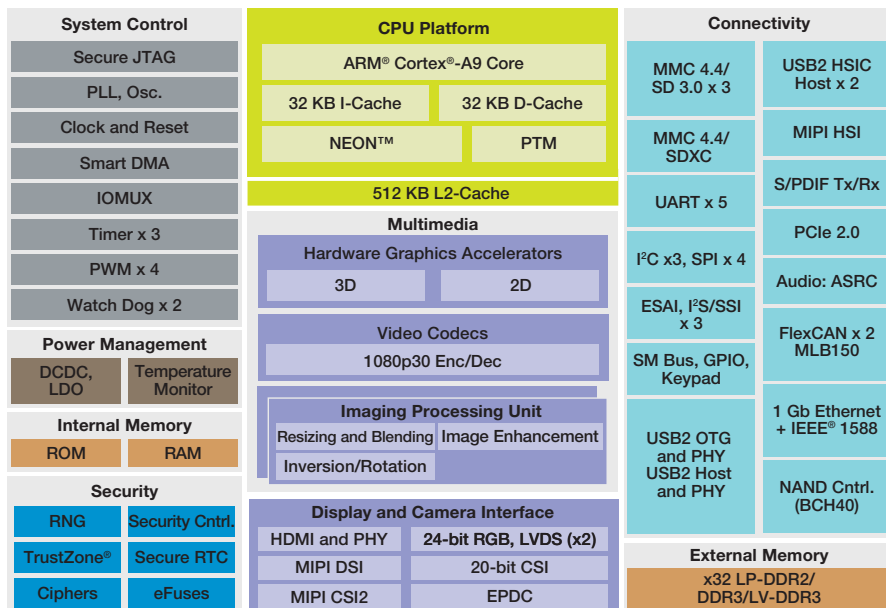 System Control
Secure JTAG
PLL, Osc.
Clock and Reset
Smart DMA
IOMUX
Timer x 3
PWM x 4
Watch Dog x 2
Power Management
DCDC,
LDO
Temperature
Monitor
Internal Memory
ROM
RAM
Security
RNG
Security Cntrl.
TrustZone®
Secure RTC
Ciphers
eFuses
CPU Platform
ARM® Cortex®-A9 Core
32 KB I-Cache
32 KB D-Cache
NEON™
PTM
512 KB L2-Cache
Multimedia
Hardware Graphics Accelerators
3D
2D
Video Codecs
1080p30 Enc/Dec
Imaging Processing Unit
Resizing and Blending
Image Enhancement
Inversion/Rotation
Display and Camera Interface
HDMI and PHY
24-bit RGB, LVDS (x2)
MIPI DSI
20-bit CSI
MIPI CSI2
EPDC
Connectivity
MMC 4.4/
SD 3.0 x 3
MMC 4.4/
SDXC
UART x 5
I²C x3, SPI x 4
ESAI, I²S/SSI
x 3
SM Bus, GPIO,
Keypad
USB2 OTG
and PHY
USB2 Host
and PHY
USB2 HSIC
Host x 2
MIPI HSI
S/PDIF Tx/Rx
PCIe 2.0
Audio: ASRC
FlexCAN x 2
MLB150
1 Gb Ethernet
+ IEEE® 1588
NAND Cntrl.
(BCH40)
External Memory
x32 LP-DDR2/
DDR3/LV-DDR3